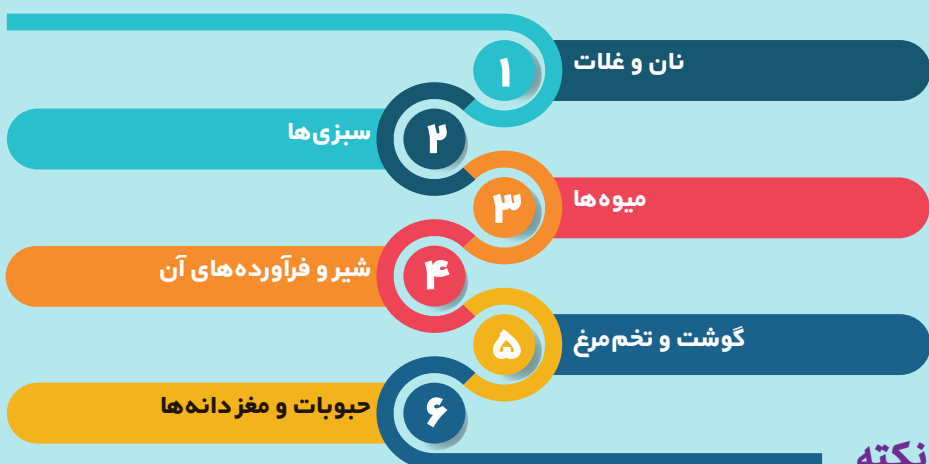 ۱
نان و غلات
۲
سبزی‌ها
۳
میوه‌ها
۴
شیر و فرآورده‌های آن
۵
گوشت و تخم‌مرغ
۶
حبوبات و مغز دانه‌ها
نکته